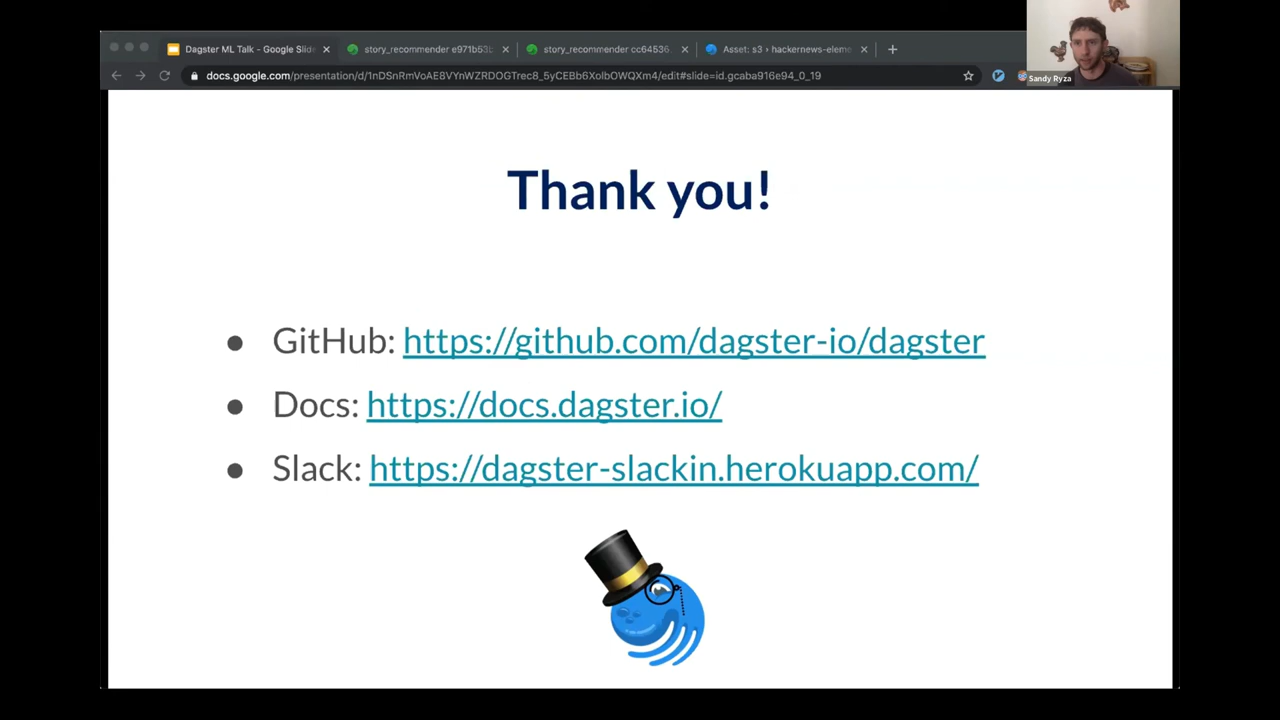 Dagster ML Talk - Google Slide
story_recommender e971b53b
story_recommender cc64536
Asset: s3 › hackernews-eleme
docs.google.com/presentation/d/1nDSnRmVoAE8VYnWZRDOGTrec8_5yCEBb6XolbOWQXm4/edit#slide=id.gcaba916e94_0_19
Sandy Ryza
Thank you!
● GitHub: https://github.com/dagster-io/dagster
● Docs: https://docs.dagster.io/
● Slack: https://dagster-slackin.herokuapp.com/